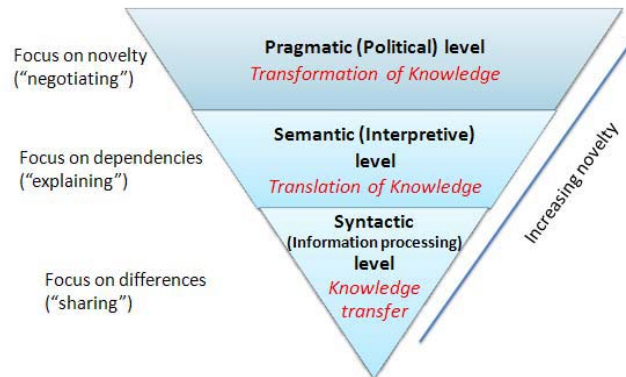 Pragmatic (Political) level
Transformation of Knowledge
Focus on novelty
(“negotiating”)
Semantic (Interpretive)
level
Translation of Knowledge
Focus on dependencies
(“explaining”)
Syntactic
(Information processing)
level
Knowledge
transfer
Focus on differences
(“sharing”)
Increasing novelty